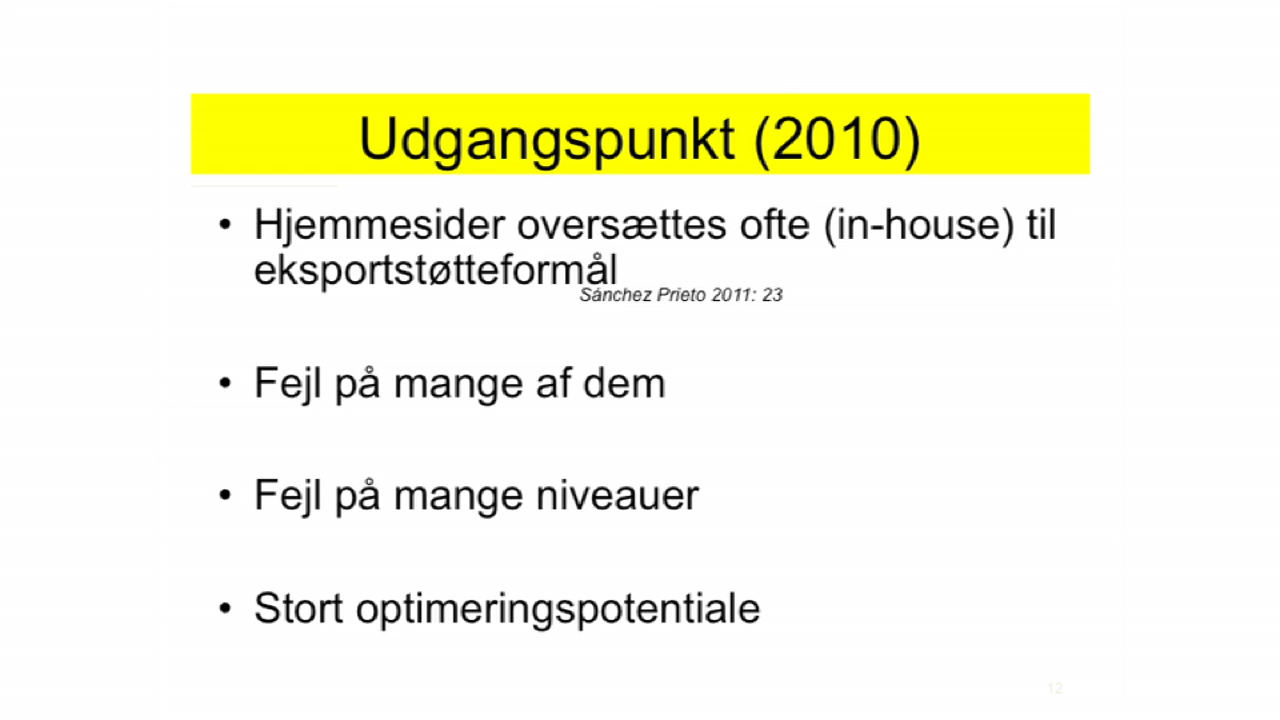 Udgangspunkt (2010)
• Hjemmesider oversættes ofte (in-house) til
eksportstøtteformål
Sánchez Prieto 2011: 23
• Fejl på mange af dem
• Fejl på mange niveauer
• Stort optimeringspotentiale
12